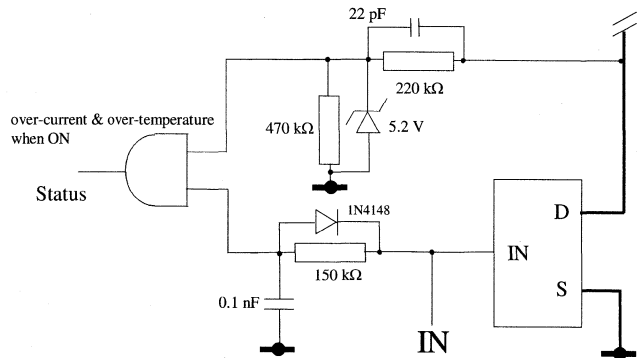 22 pF
220 kΩ
over-current & over-temperature
when ON
470 kΩ
5.2 V
Status
1N4148
D
IN
150 kΩ
S
0.1 nF
IN